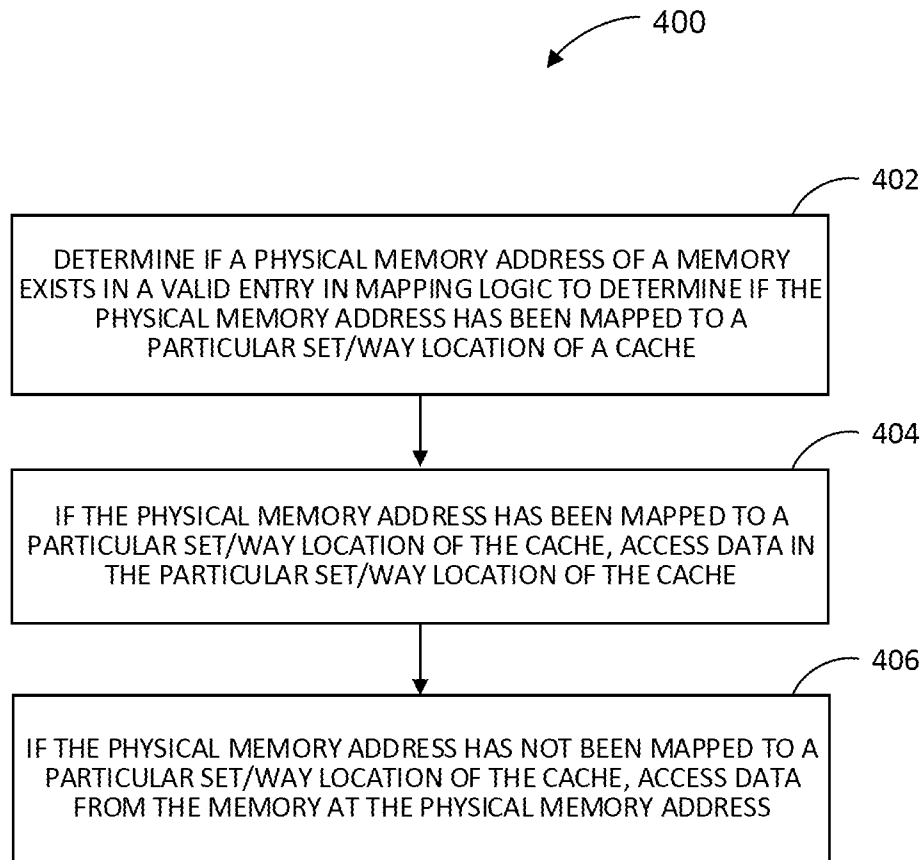 400
402
DETERMINE IF A PHYSICAL MEMORY ADDRESS OF A MEMORY
EXISTS IN A VALID ENTRY IN MAPPING LOGIC TO DETERMINE IF THE
PHYSICAL MEMORY ADDRESS HAS BEEN MAPPED TO A
PARTICULAR SET/WAY LOCATION OF A CACHE
404
IF THE PHYSICAL MEMORY ADDRESS HAS BEEN MAPPED TO A
PARTICULAR SET/WAY LOCATION OF THE CACHE, ACCESS DATA IN
THE PARTICULAR SET/WAY LOCATION OF THE CACHE
406
IF THE PHYSICAL MEMORY ADDRESS HAS NOT BEEN MAPPED TO A
PARTICULAR SET/WAY LOCATION OF THE CACHE, ACCESS DATA
FROM THE MEMORY AT THE PHYSICAL MEMORY ADDRESS